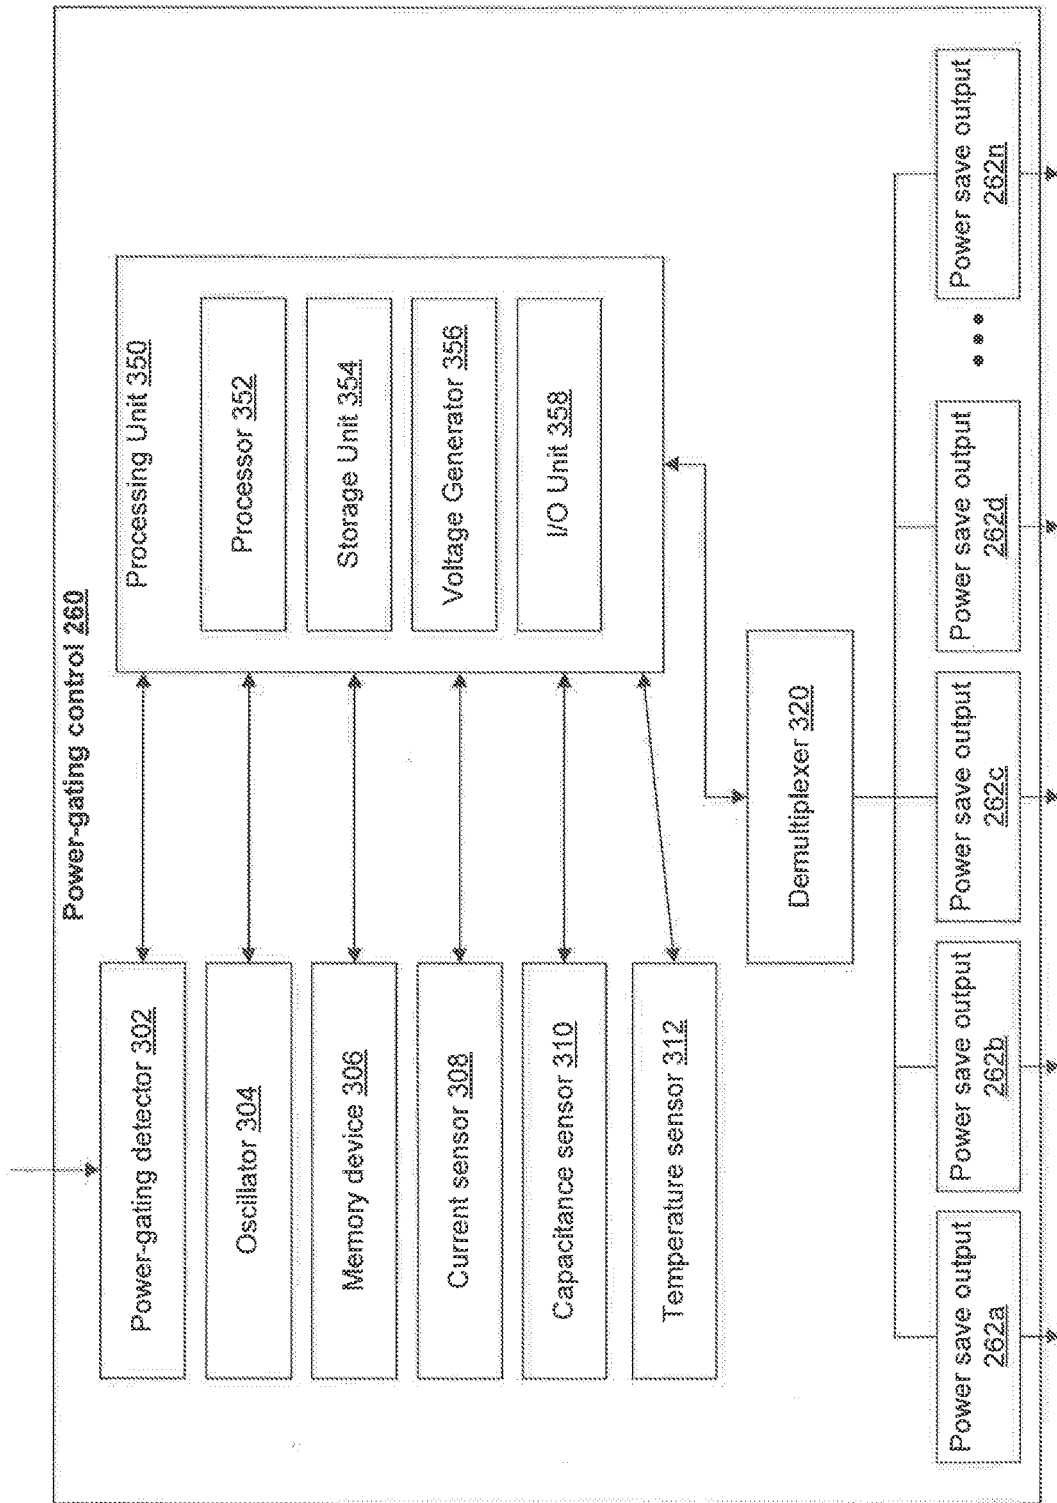 Power-gating control 260
Power-gating detector 302
Oscillator 304
Memory device 306
Current sensor 308
Capacitance sensor 310
Temperature sensor 312
Processing Unit 350
Processor 352
Storage Unit 354
Voltage Generator 356
I/O Unit 358
Demultiplexer 320
Power save output
262a
Power save output
262b
Power save output
262c
Power save output
262d
•••
Power save output
262n